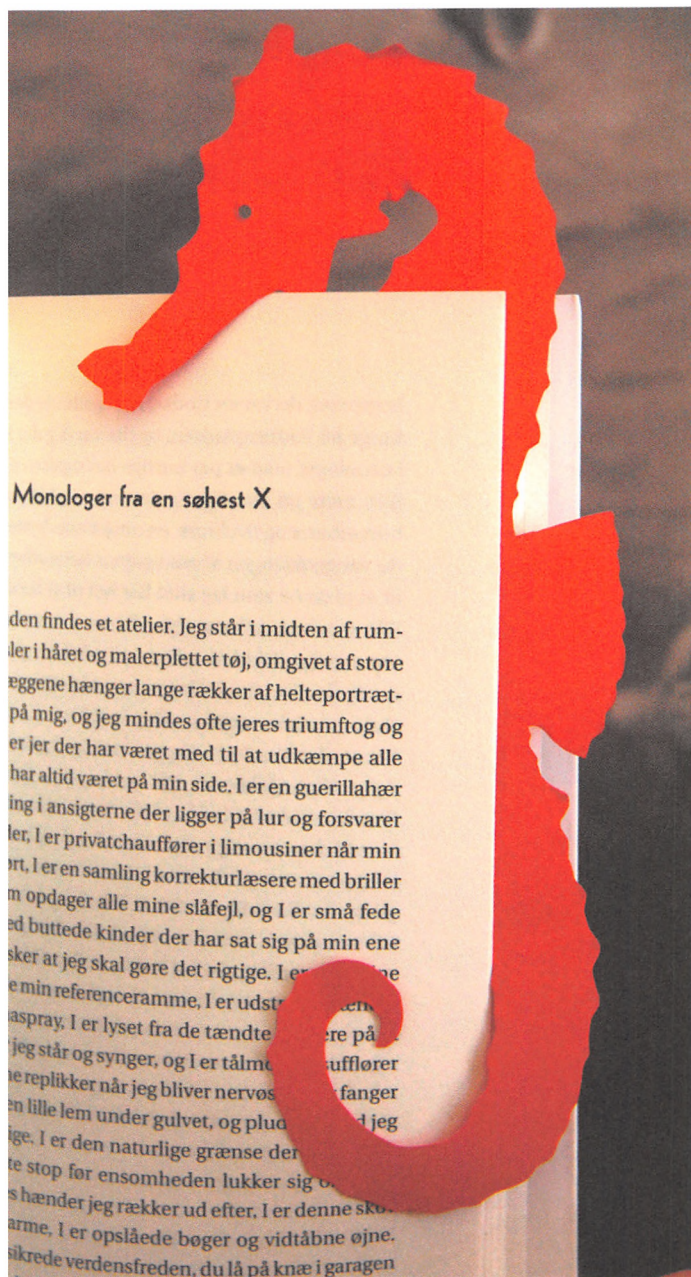 Monologer fra en søhest X
den findes et atelier. Jeg står i midten af rum-
ler i håret og malerplettet tøj, omgivet af store
æggene hænger lange rækker af helteportræt-
på mig, og jeg mindes ofte jeres triumftog og
er jer der har været med til at udkæmpe alle
har altid været på min side. I er en guerillahær
ing i ansigterne der ligger på lur og forsvarer
ler, I er privatchauffører i limousiner når min
ørt, I er en samling korrekturlæsere med briller
m opdager alle mine slåfejl, og I er små fede
ed buttede kinder der har sat sig på min ene
sker at jeg skal gøre det rigtige. I er
e min referenceramme, I er
aspray, I er lyset fra de tændte på
jeg står og synger, og I er sufflører
ne replikker når jeg bliver fanger
en lille lem under gulvet, og jeg
ige. I er den naturlige grænse der
te stop før ensomheden lukker sig
s hænder jeg rækker ud efter, I er denne
arme, I er opslåede bøger og vidtåbne øjne.
sikrede verdensfreden, du lå på knæ i garagen